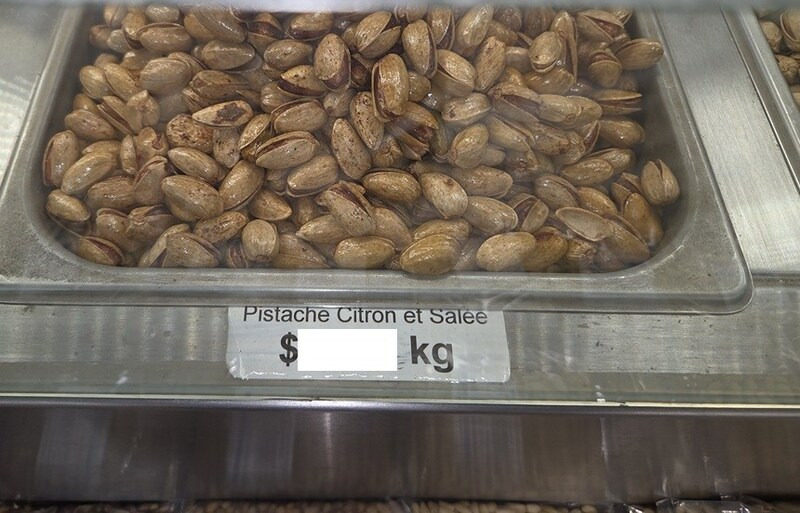 Pistache Citron et Salée
$ kg